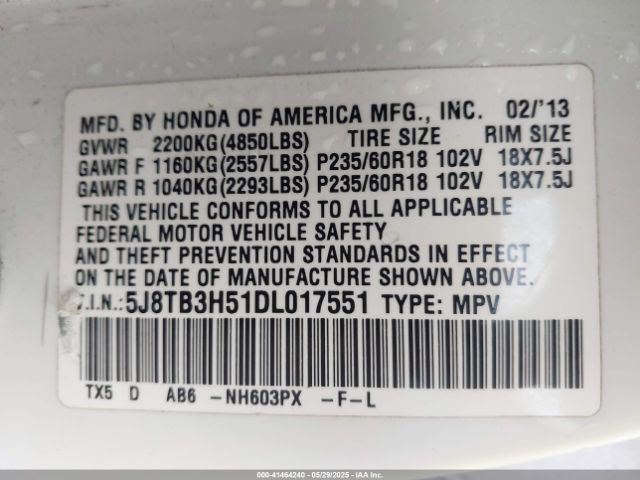 MFD. BY HONDA OF AMERICA MFG., INC. 02/'13
GVWR 2200KG(4850LBS) TIRE SIZE RIM SIZE
GAWR F 1160KG(2557LBS) P235/60R18 102V 18X7.5J
GAWR R 1040KG(2293LBS) P235/60R18 102V 18X7.5J
THIS VEHICLE CONFORMS TO ALL APPLICABLE
FEDERAL MOTOR VEHICLE SAFETY
AND THEFT PREVENTION STANDARDS IN EFFECT
ON THE DATE OF MANUFACTURE SHOWN ABOVE.
.I.N.:5J8TB3H51DL017551 TYPE: MPV
TX5 D AB6 -NH603PX -F-L
000-41464240 - 05/29/2025 - IAA